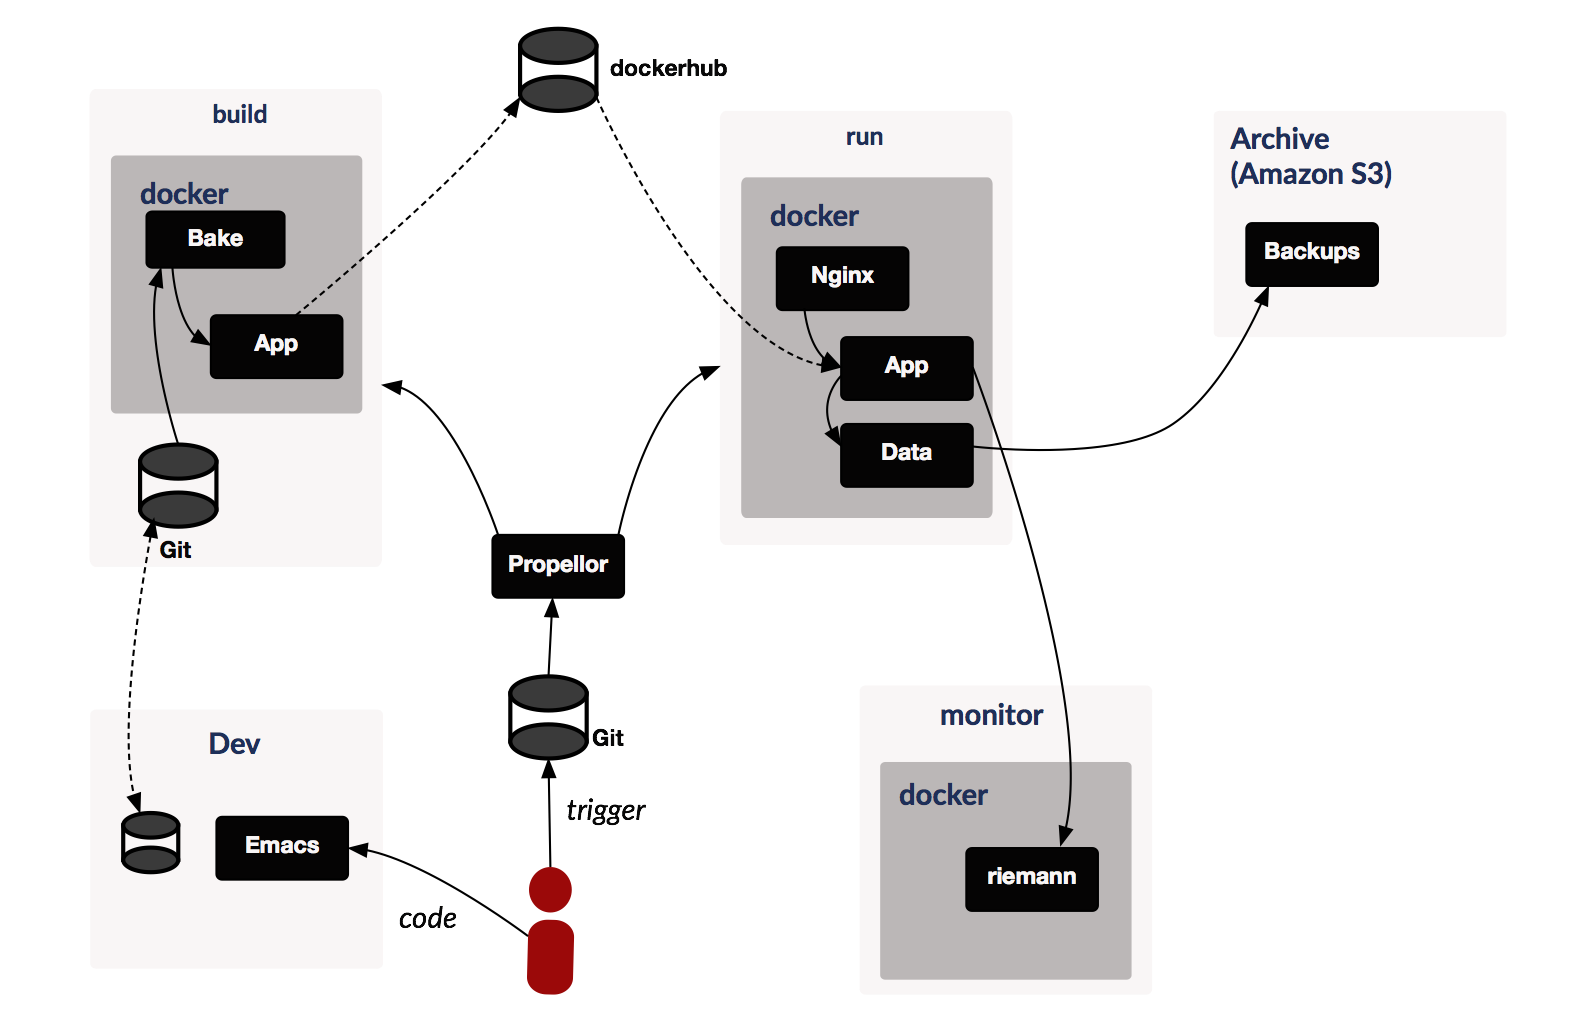 dockerhub
build
docker
Bake
App
Git
run
docker
Nginx
App
Data
Archive
(Amazon S3)
Backups
Propellor
Git
trigger
Dev
Emacs
code
monitor
docker
riemann